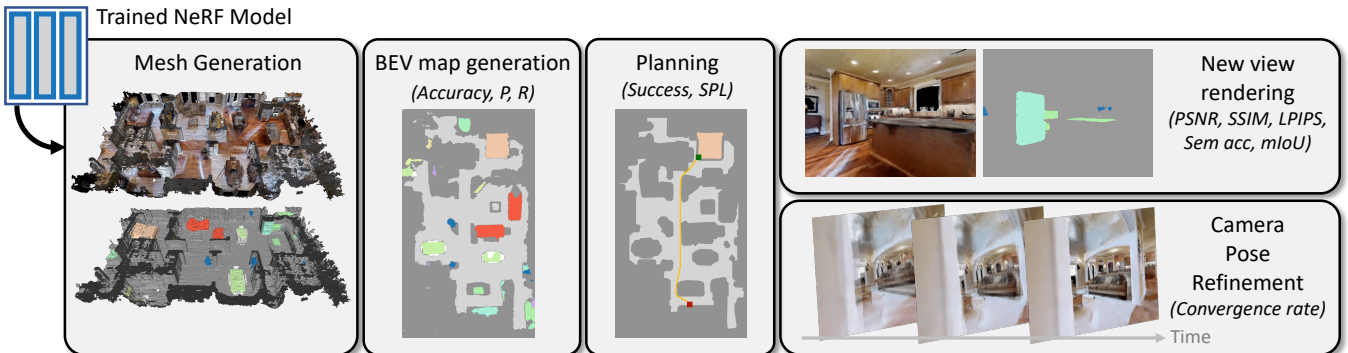 Trained NeRF Model
Mesh Generation
BEV map generation
(Accuracy, P, R)
Planning
(Success, SPL)
New view
rendering
(PSNR, SSIM, LPIPS,
Sem acc, mIoU)
Camera
Pose
Refinement
(Convergence rate)
Time